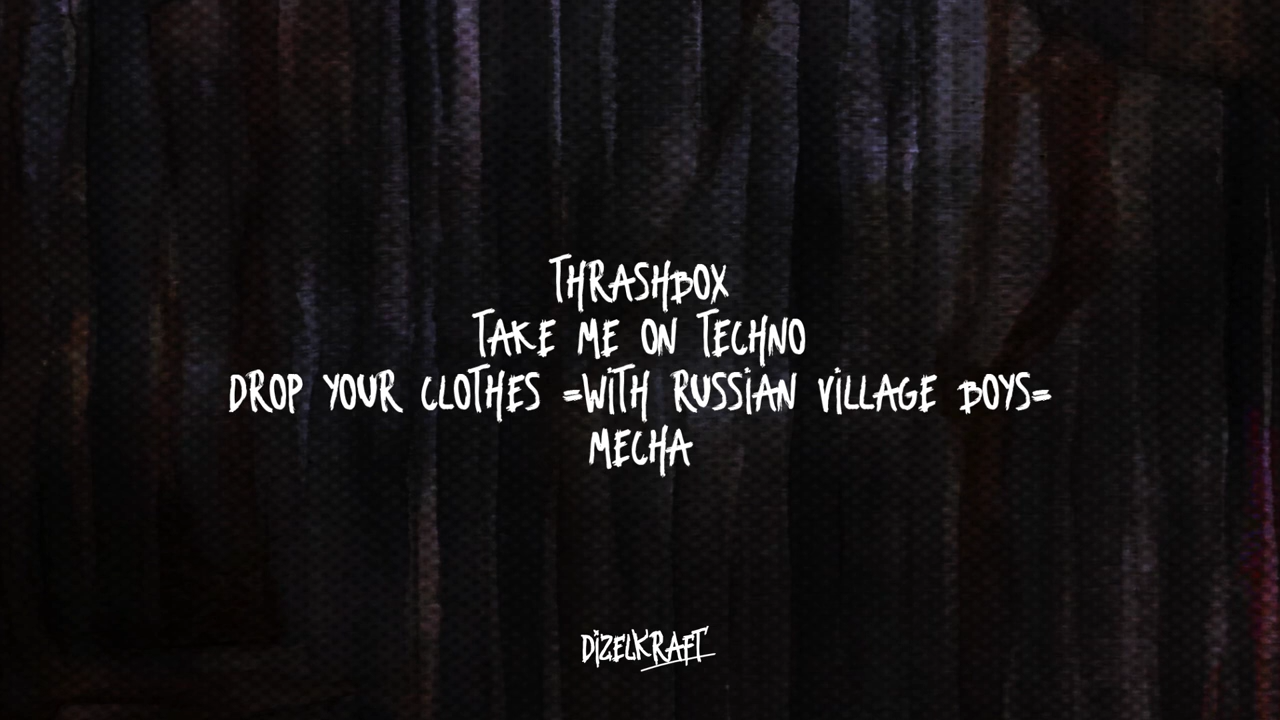 THRASHBOX
TAKE ME ON TECHNO
DROP YOUR CLOTHES =WITH RUSSIAN VILLAGE BOYS=
MECHA
DIZELKRAFT